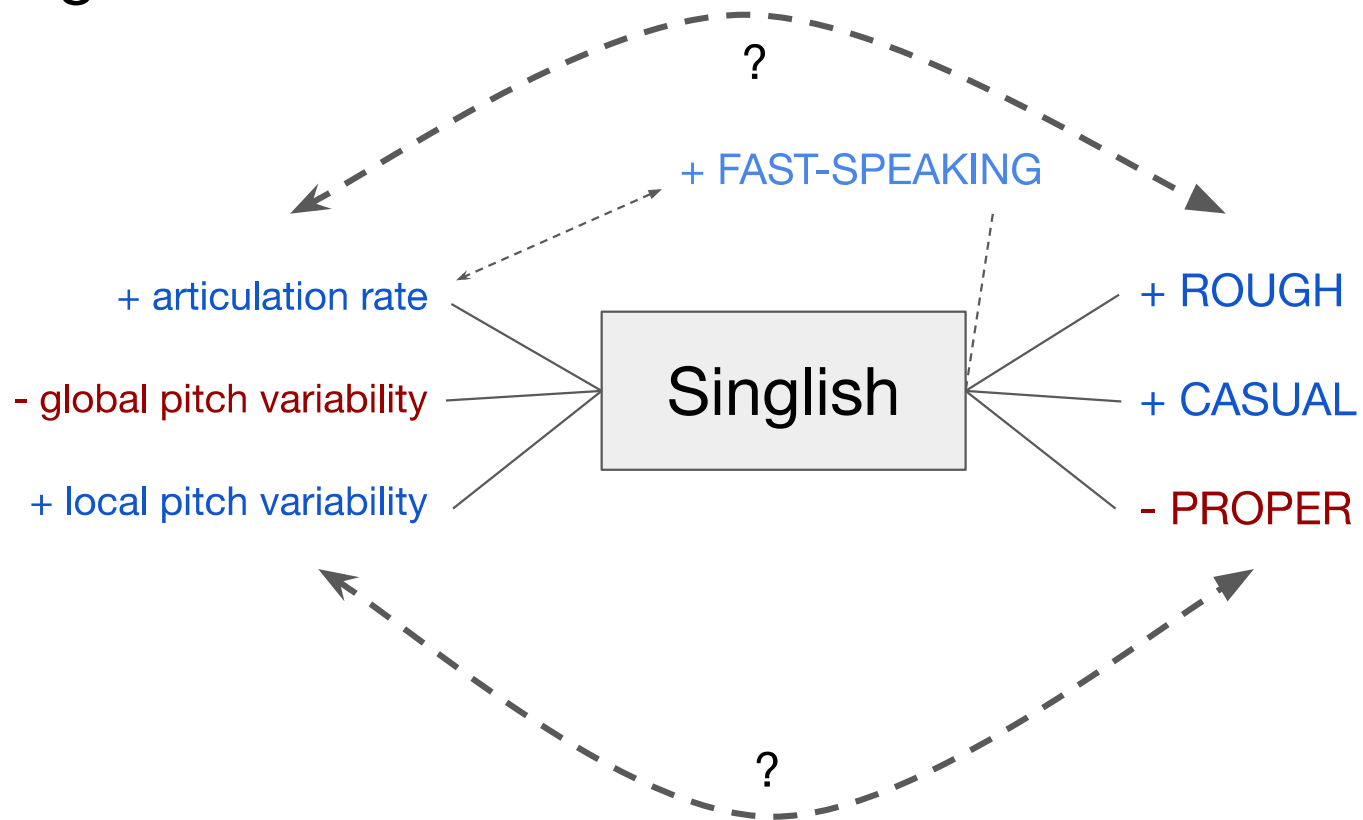 ?
+ FAST-SPEAKING
+ articulation rate
+ ROUGH
- global pitch variability
Singlish
+ CASUAL
+ local pitch variability
- PROPER
?